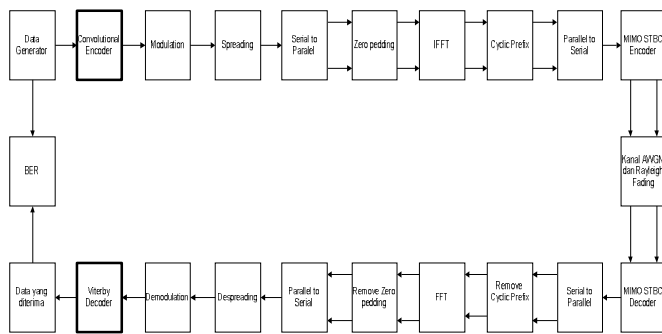 Data
Generator
Convolutional
Encoder
Modulation
Spreading
Serial to
Paralel
Zero pedding
IFFT
Cyclic Prefix
Parallel to
Serial
MIMO STBC
Encoder
BER
Kanal AWGN
dan Rayleigh
Fading
Data yang
diterima
Viterby
Decoder
Demodulation
Despreading
Parallel to
Serial
Remove Zero
pedding
FFT
Remove
Cyclic Prefix
Serial to
Parallel
MIMO STBC
Decoder